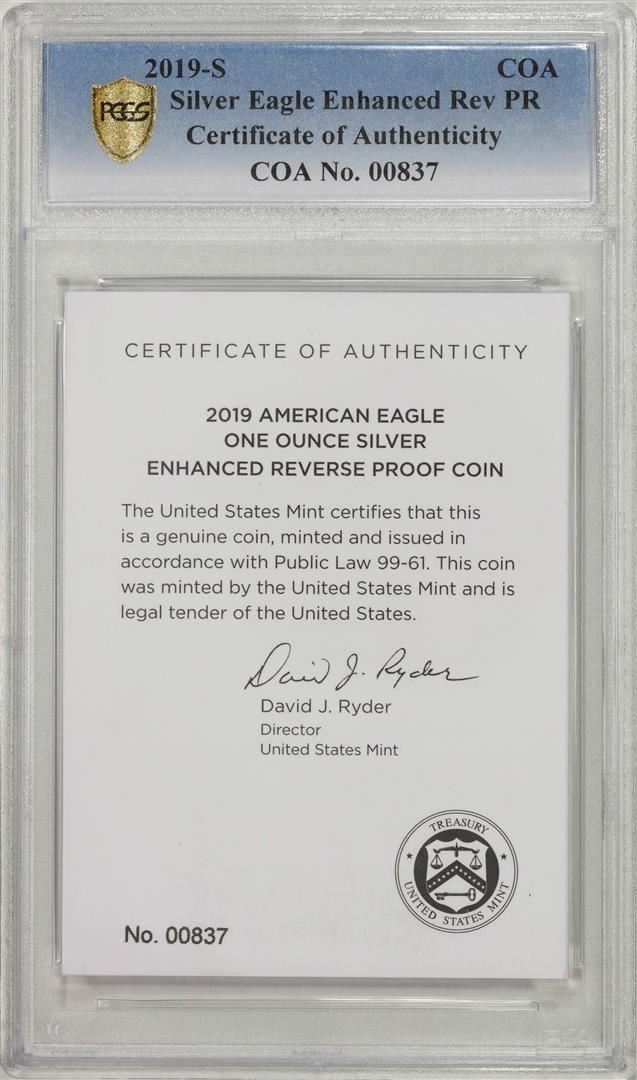 2019-S COA
PCGS
Silver Eagle Enhanced Rev PR
Certificate of Authenticity
COA No. 00837
CERTIFICATE OF AUTHENTICITY
2019 AMERICAN EAGLE
ONE OUNCE SILVER
ENHANCED REVERSE PROOF COIN
The United States Mint certifies that this
is a genuine coin, minted and issued in
accordance with Public Law 99-61. This coin
was minted by the United States Mint and is
legal tender of the United States.
David J. Ryder
David J. Ryder
Director
United States Mint
TREASURY
UNITED STATES MINT
No. 00837